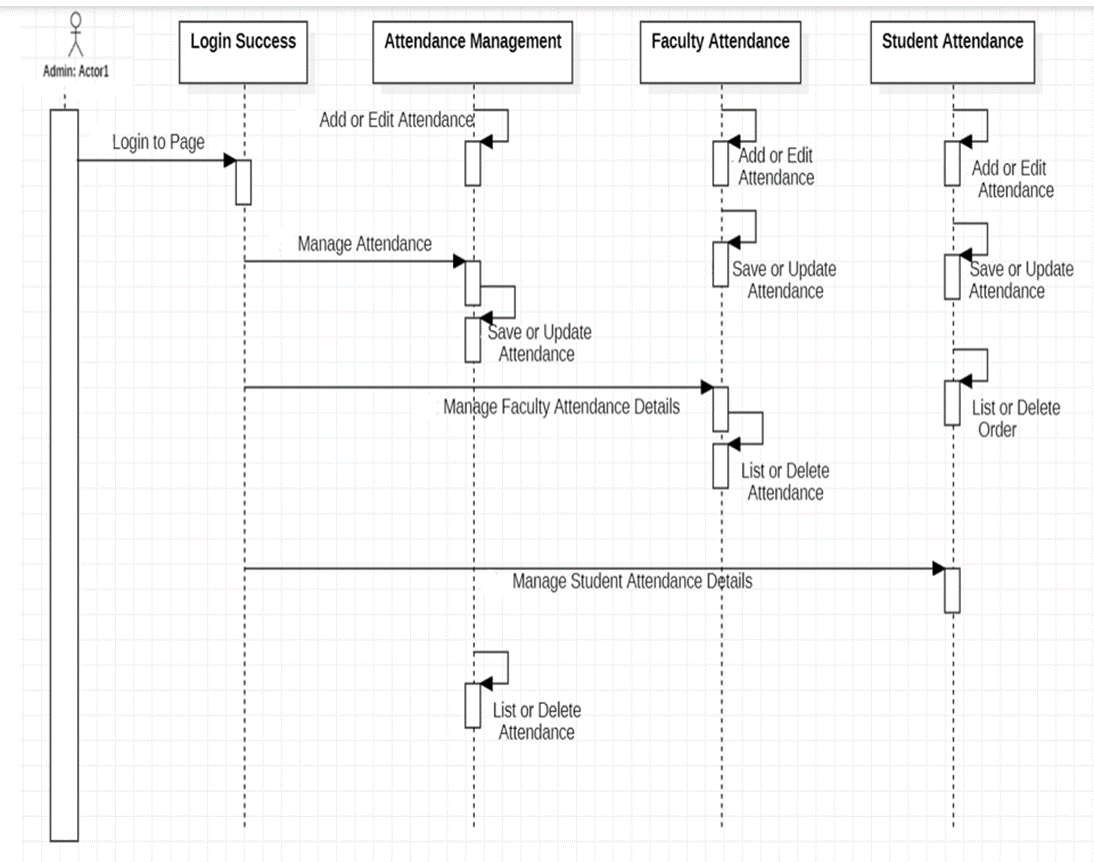 Login Success
Attendance Management
Faculty Attendance
Student Attendance
Admin: Actor1
Add or Edit Attendance
Login to Page
Add or Edit
Attendance
Add or Edit
Attendance
Manage Attendance
Save or Update
Attendance
Save or Update
Attendance
Save or Update
Attendance
Manage Faculty Attendance Details
List or Delete
Order
List or Delete
Attendance
Manage Student Attendance Details
List or Delete
Attendance